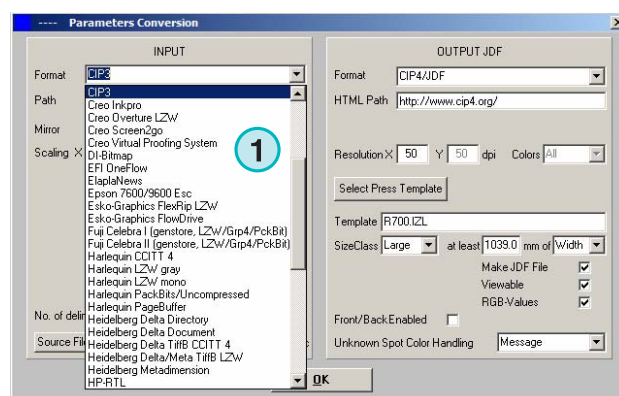 ---- Parameters Conversion
INPUT
Format CIP3
CIP3
Creo Inkpro
Creo Overture LZW
Creo Screen2go
Creo Virtual Proofing System
DI-Bitmap
EFI OneFlow
ElaplaNews
Epson 7600/9600 Esc
Esko-Graphics FlexRip LZW
Esko-Graphics FlowDrive
Fuji Celebra I (genstore, LZW/Grp4/PckBit)
Fuji Celebra II (genstore, LZW/Grp4/PckBit)
Harlequin CCITT 4
Harlequin LZW gray
Harlequin LZW mono
Harlequin PackBits/Uncompressed
Harlequin PageBuffer
Heidelberg Delta Directory
Heidelberg Delta Document
Heidelberg Delta TiffB CCITT 4
Heidelberg Delta/Meta TiffB LZW
Heidelberg Metadimension
HP-RTL
Path
Mirror
Scaling X
1
No. of
Source
OUTPUT JDF
Format CIP4/JDF
HTML Path http://www.cip4.org/
Resolution X 50 Y 50 dpi Colors All
Select Press Template
Template R700.IZL
SizeClass Large at least 1039.0 mm of Width
Make JDF File
Viewable
RGB-Values
Front/Back Enabled
Unknown Spot Color Handling Message
OK